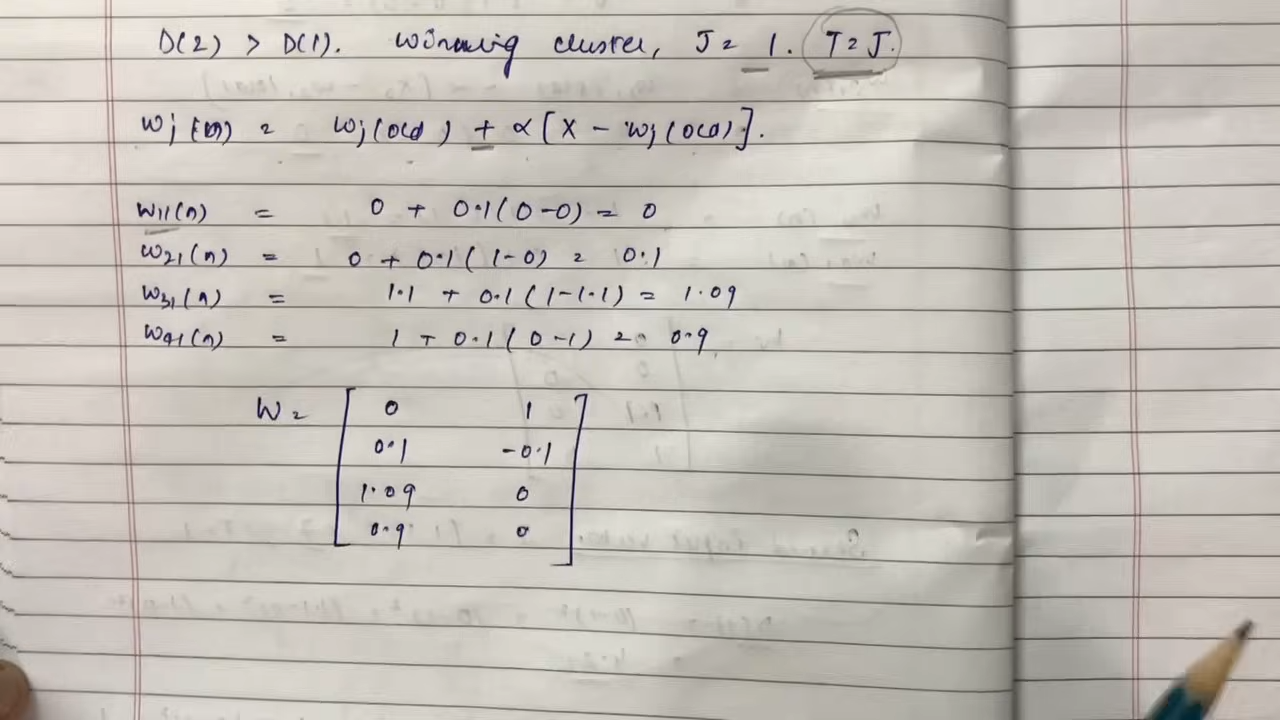 D(2) > D(1). Winning cluster, J = 1. T = J.
wj(n) = wj(old) + α[X - wj(old)].
w11(n) = 0 + 0.1(0-0) = 0
w21(n) = 0 + 0.1(1-0) = 0.1
w31(n) = 1.1 + 0.1(1-1.1) = 1.09
w41(n) = 1 + 0.1(0-1) = 0.9
W = [ 0 1
0.1 -0.1
1.09 0
0.9 0 ]